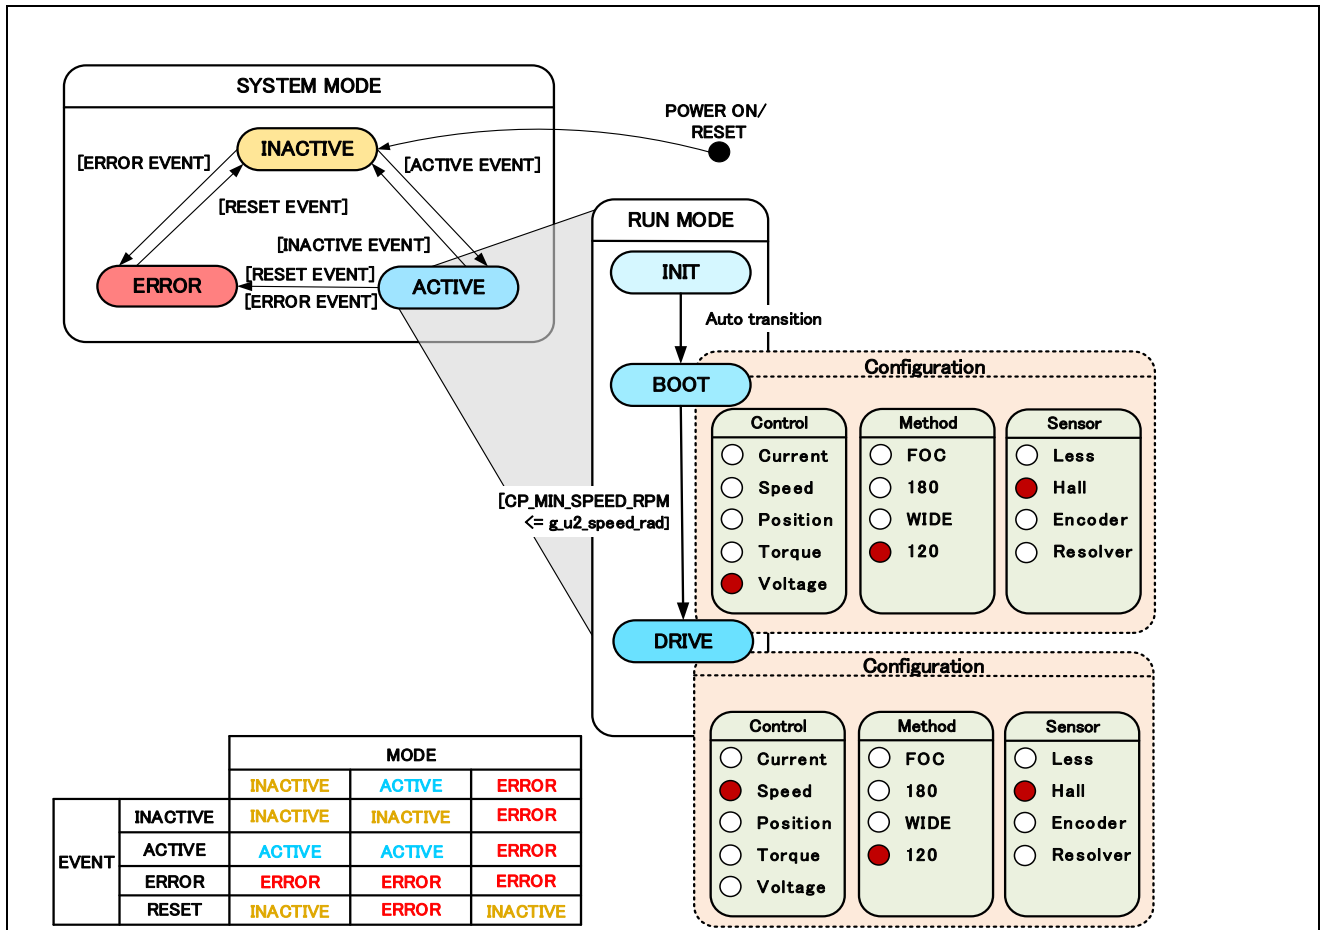 SYSTEM MODE
POWER ON/
RESET
INACTIVE
[ERROR EVENT]
[ACTIVE EVENT]
[RESET EVENT]
[INACTIVE EVENT]
[RESET EVENT]
ERROR
ACTIVE
[ERROR EVENT]
RUN MODE
INIT
Auto transition
BOOT
[CP_MIN_SPEED_RPM
<= g_u2_speed_rad]
DRIVE
Configuration
Control
Current
Speed
Position
Torque
Voltage
Method
FOC
180
WIDE
120
Sensor
Less
Hall
Encoder
Resolver
Configuration
Control
Current
Speed
Position
Torque
Voltage
Method
FOC
180
WIDE
120
Sensor
Less
Hall
Encoder
Resolver
MODE
INACTIVE ACTIVE ERROR
EVENT
INACTIVE INACTIVE INACTIVE ERROR
ACTIVE ACTIVE ACTIVE ERROR
ERROR ERROR ERROR ERROR
RESET INACTIVE ERROR INACTIVE